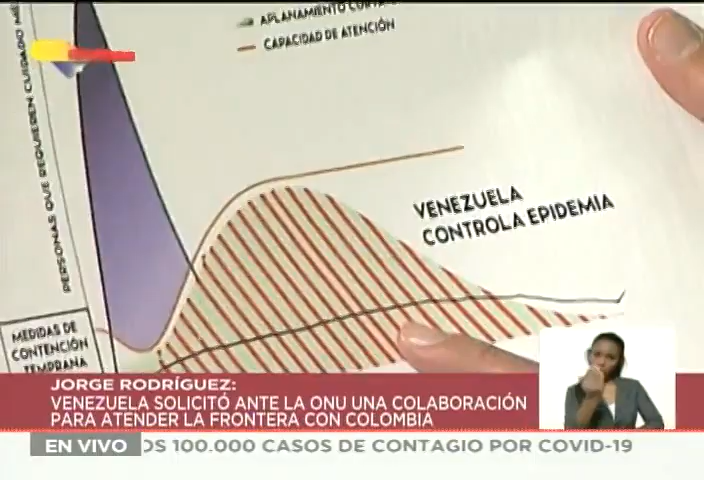 APLANAMIENTO
CAPACIDAD DE ATENCIÓN
PERSONAS QUE REQUIEREN CUIDADO
VENEZUELA
CONTROLA EPIDEMIA
MEDIDAS DE
CONTENCIÓN
TEMPRANA
JORGE RODRÍGUEZ:
VENEZUELA SOLICITÓ ANTE LA ONU UNA COLABORACIÓN
PARA ATENDER LA FRONTERA CON COLOMBIA
EN VIVO OS 100.000 CASOS DE CONTAGIO POR COVID-19